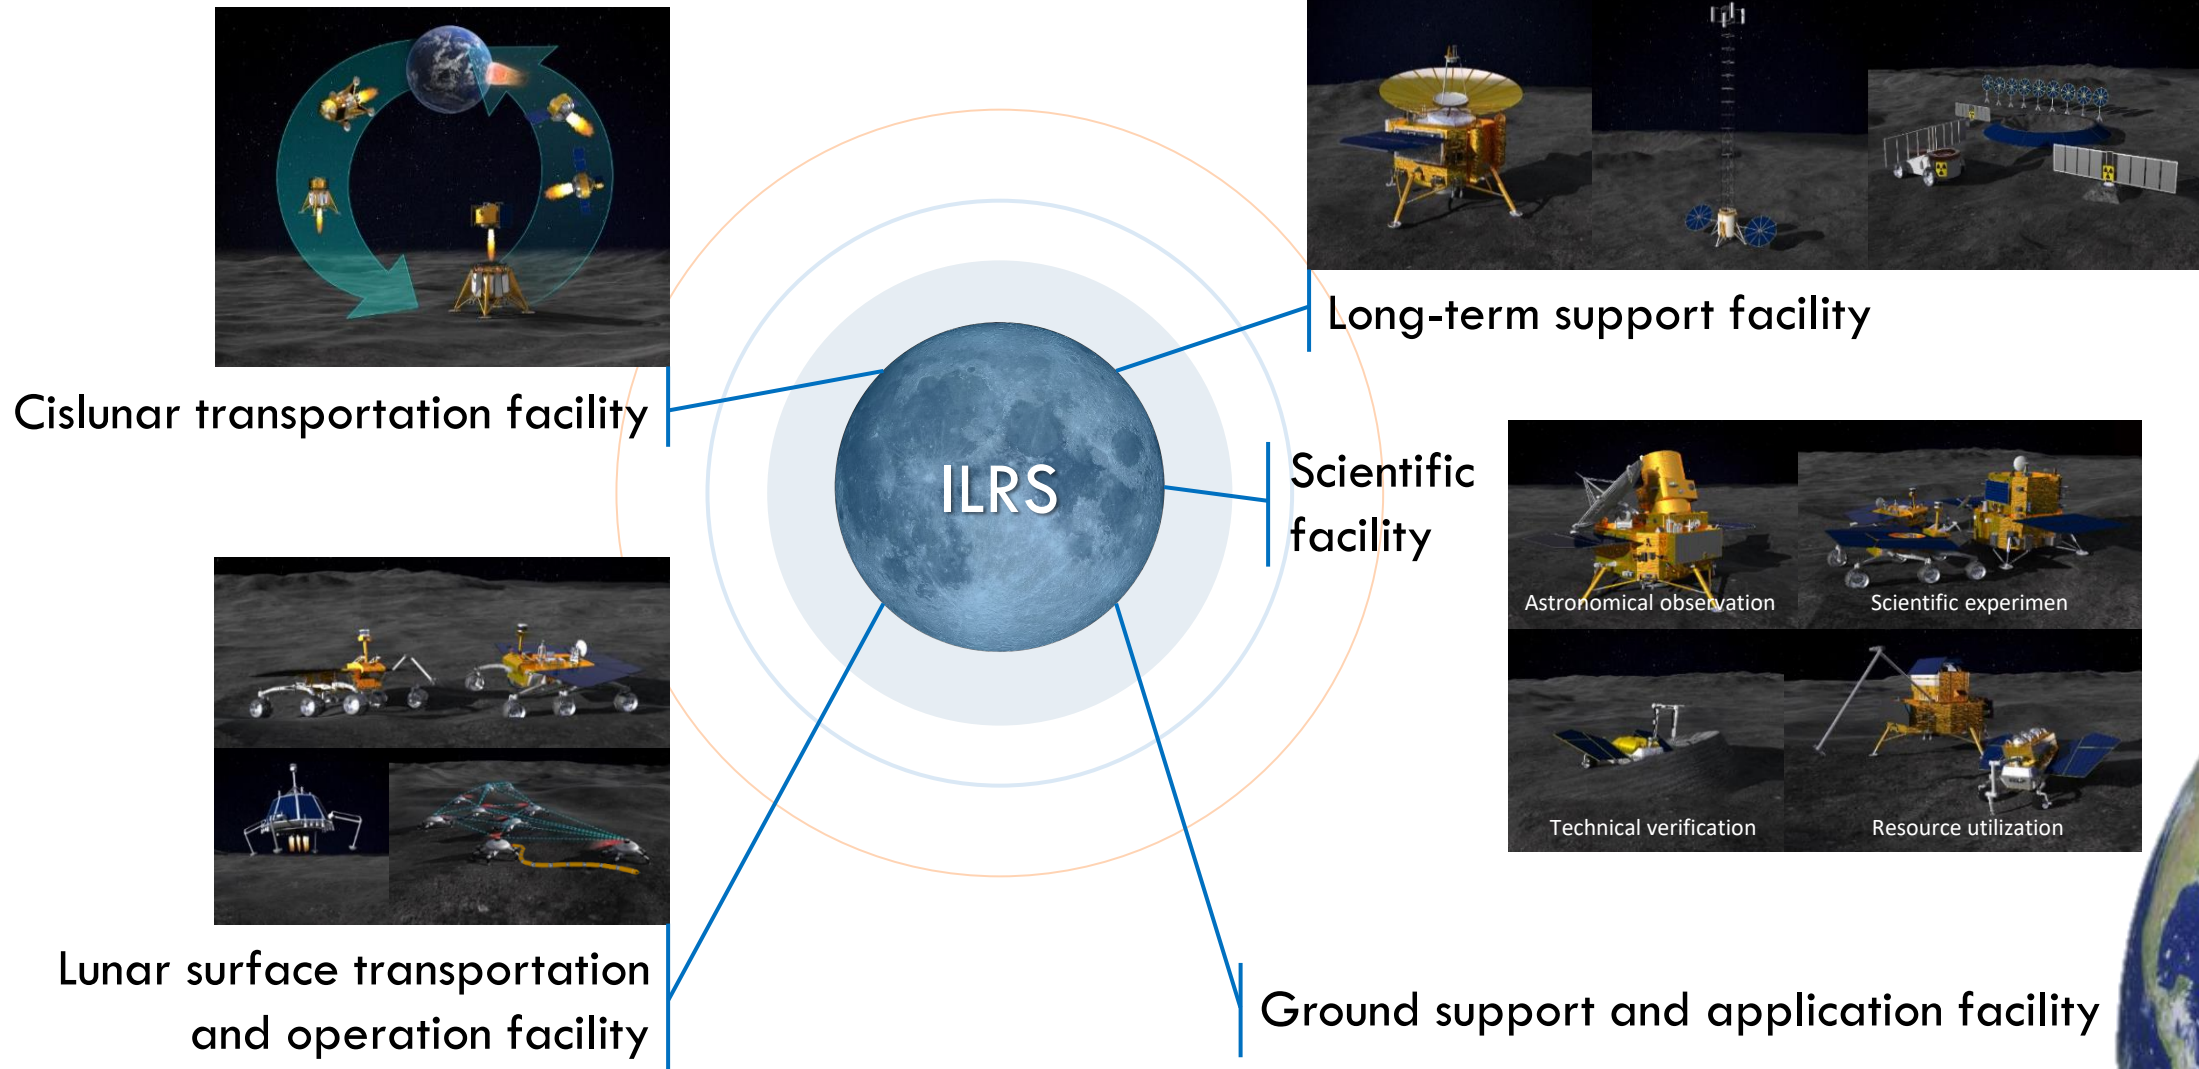 Long-term support facility
Cislunar transportation facility
ILRS
Scientific
facility
Astronomical observation
Scientific experimen
Technical verification
Resource utilization
Lunar surface transportation
and operation facility
Ground support and application facility